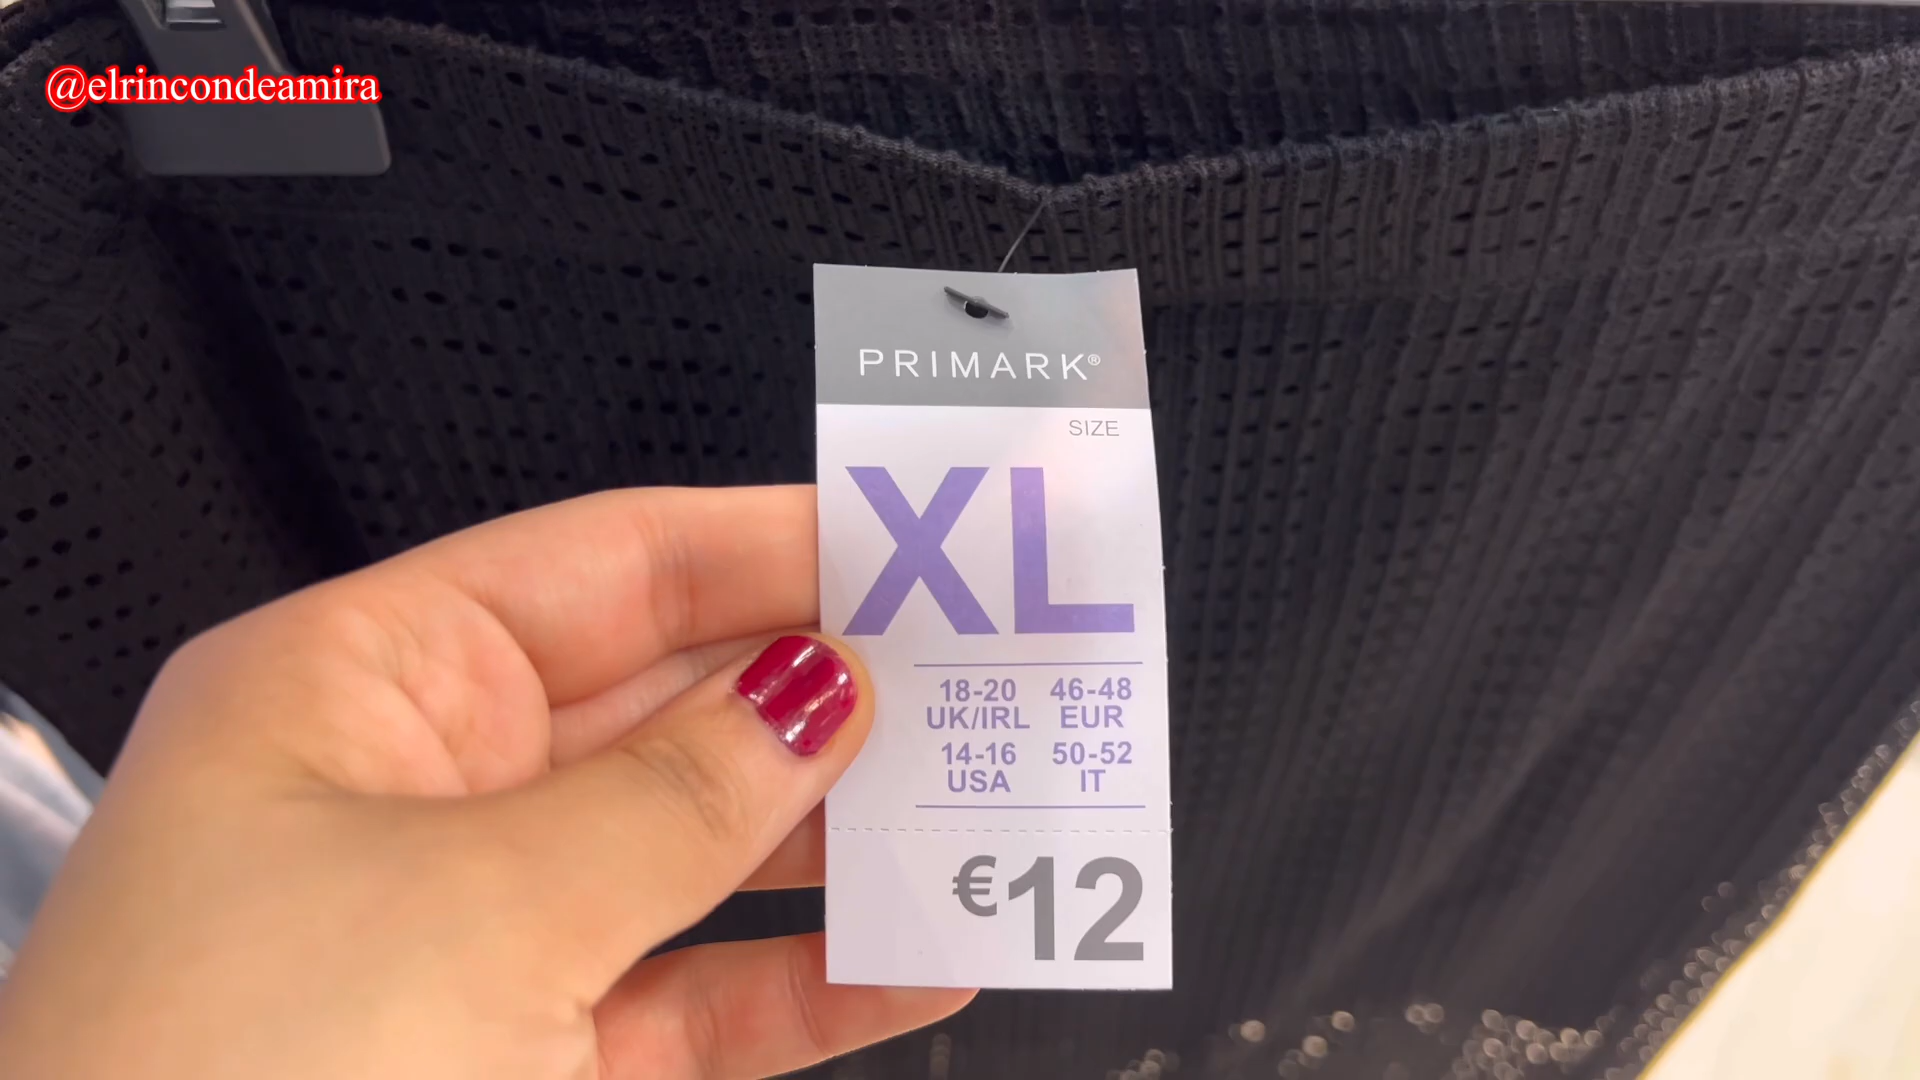 @elrincondeamira
PRIMARK®
SIZE
XL
18-20 46-48
UK/IRL EUR
14-16 50-52
USA IT
€12